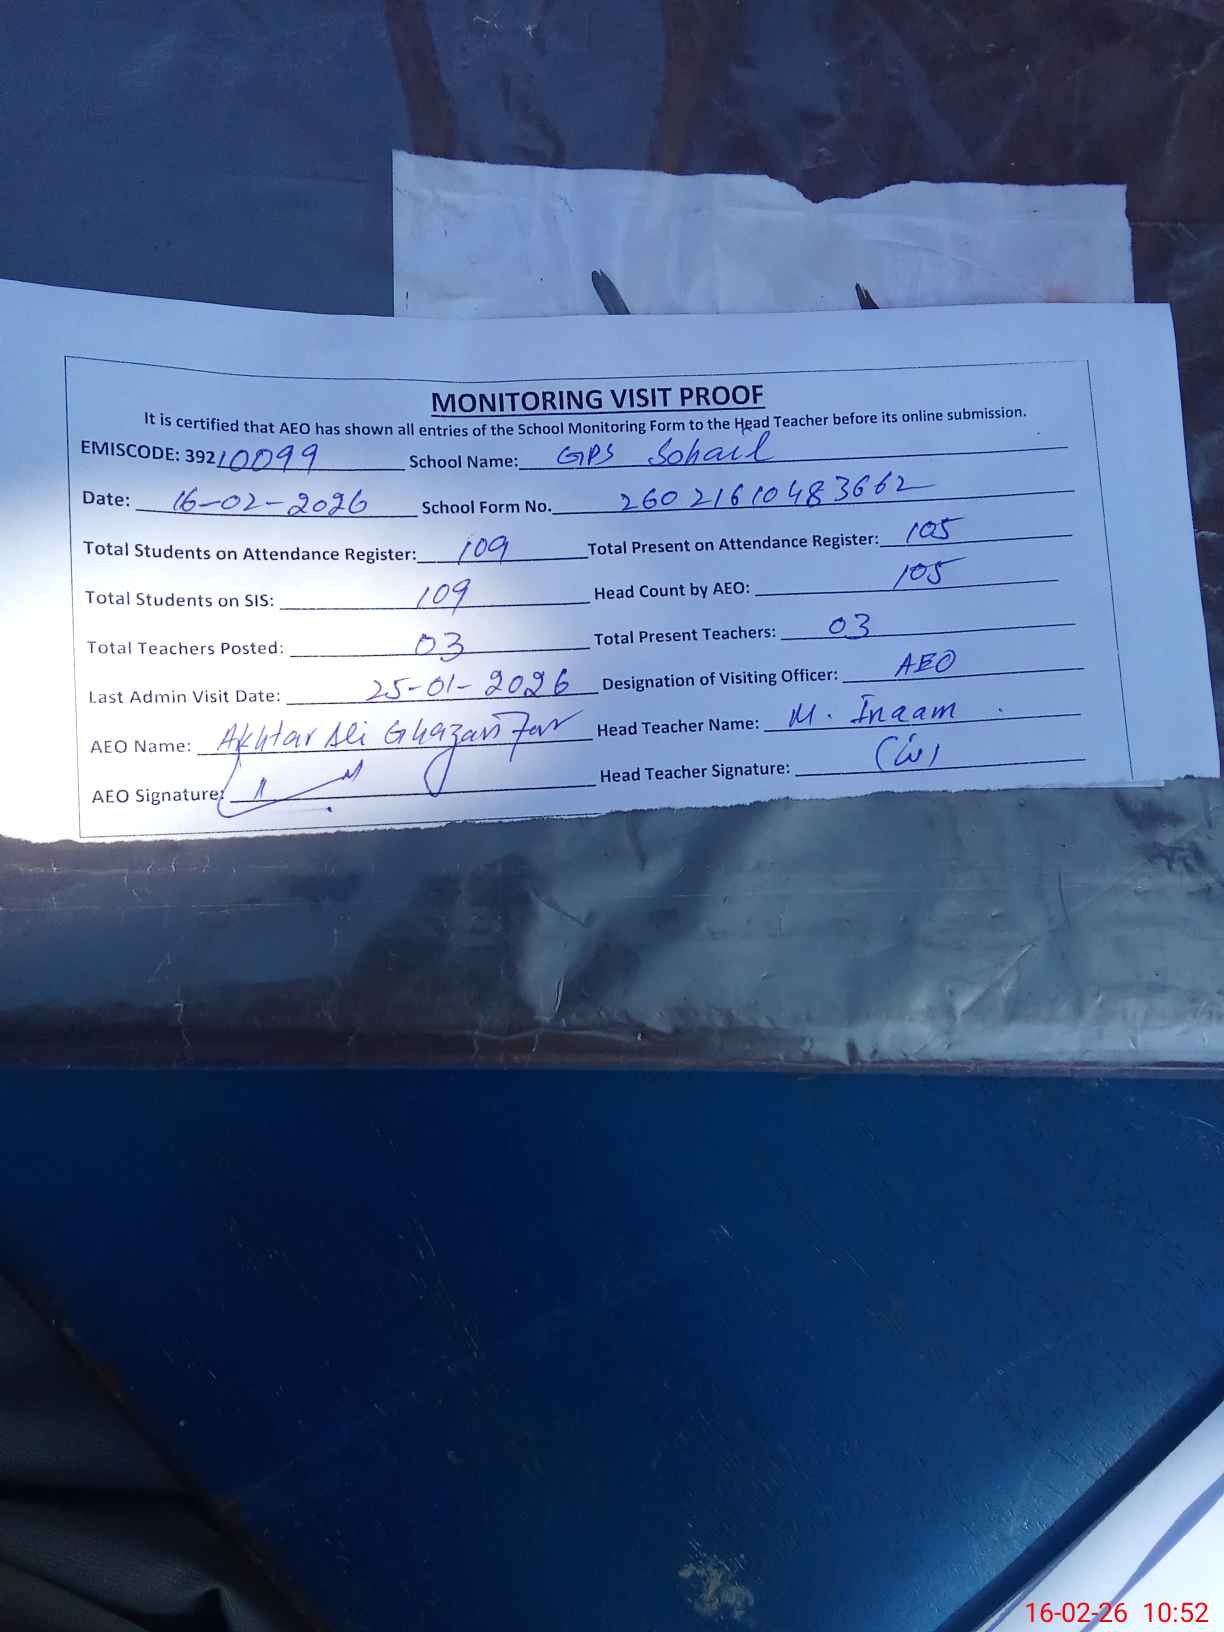 MONITORING VISIT PROOF
It is certified that AEO has shown all entries of the School Monitoring Form to the Head Teacher before its online submission.
EMISCODE: 39210099 School Name: GPS Sohail
Date: 16-02-2026 School Form No. 26021610483662
Total Students on Attendance Register: 109 Total Present on Attendance Register: 105
Total Students on SIS: 109 Head Count by AEO: 105
Total Teachers Posted: 03 Total Present Teachers: 03
Last Admin Visit Date: 25-01-2026 Designation of Visiting Officer: AEO
AEO Name: Akhtar Ali Ghazanfar Head Teacher Name: M. Inaam
AEO Signature: Head Teacher Signature:
16-02-26 10:52